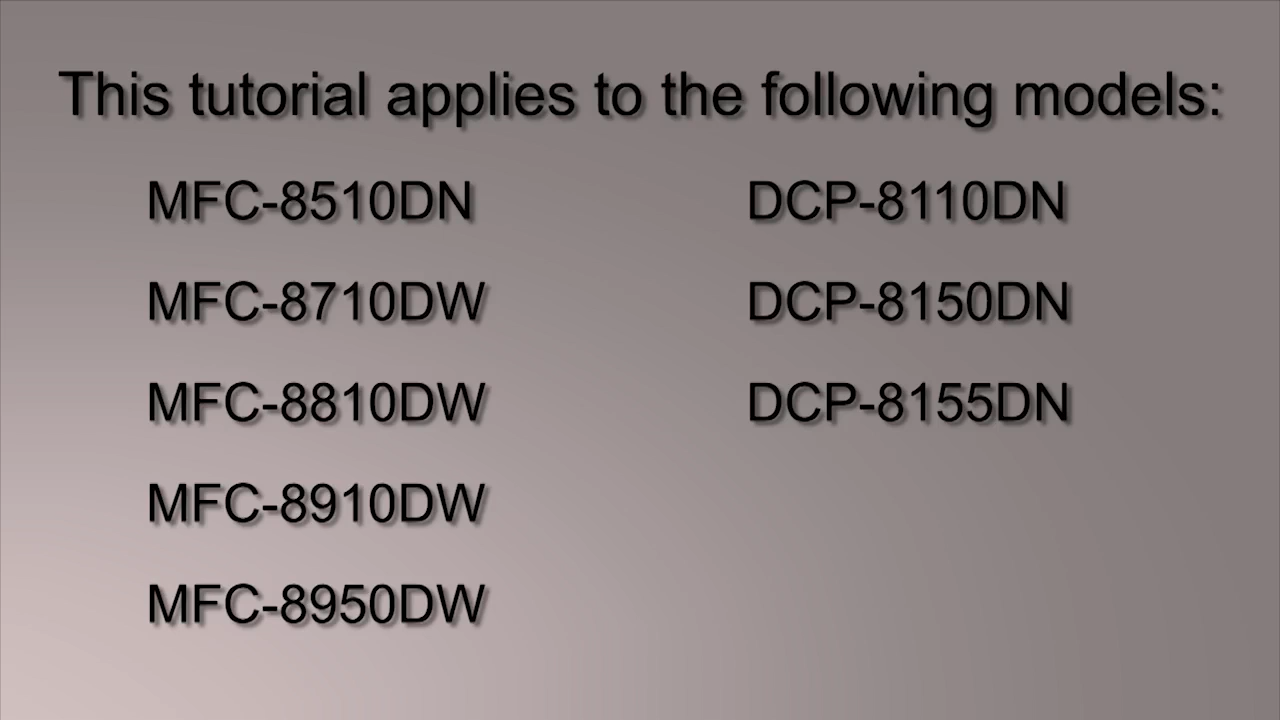 This tutorial applies to the following models:
MFC-8510DN
MFC-8710DW
MFC-8810DW
MFC-8910DW
MFC-8950DW
DCP-8110DN
DCP-8150DN
DCP-8155DN